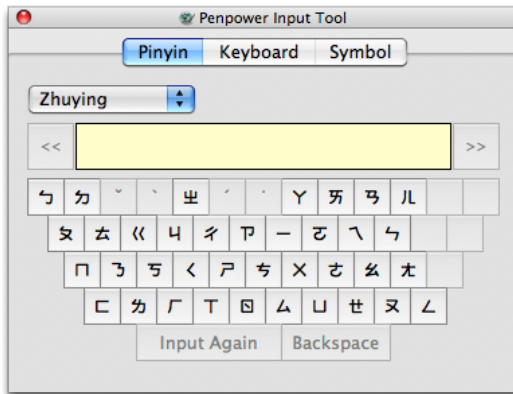 Penpower Input Tool
Pinyin Keyboard Symbol
Zhuying
<< >>
ㄅ ㄉ ˇ ˋ ㄓ ˊ ˙ ㄚ ㄞ ㄢ ㄦ
ㄆ ㄊ ㄍ ㄐ ㄔ ㄗ ㄧ ㄛ ㄟ ㄣ
ㄇ ㄋ ㄎ ㄑ ㄕ ㄘ ㄨ ㄜ ㄠ ㄤ
ㄈ ㄌ ㄏ ㄒ ㄖ ㄙ ㄩ ㄝ ㄡ ㄥ
Input Again Backspace